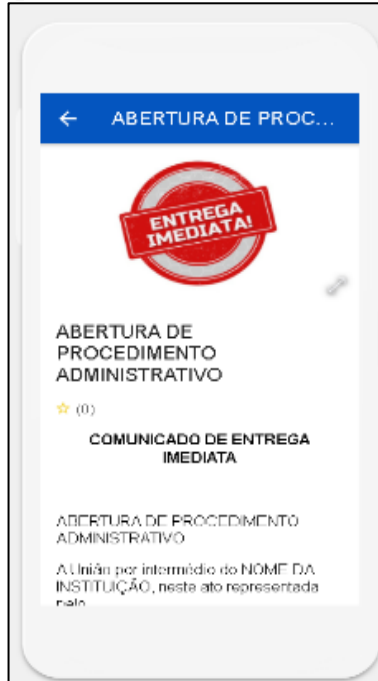 ABERTURA DE PROC...
ENTREGA
IMEDIATA!
ABERTURA DE
PROCEDIMENTO
ADMINISTRATIVO
(0)
COMUNICADO DE ENTREGA
IMEDIATA
ABERTURA DE PROCEDIMENTO
ADMINISTRATIVO
A União por intermédio do NOME DA
INSTITUIÇÃO, neste ato representada